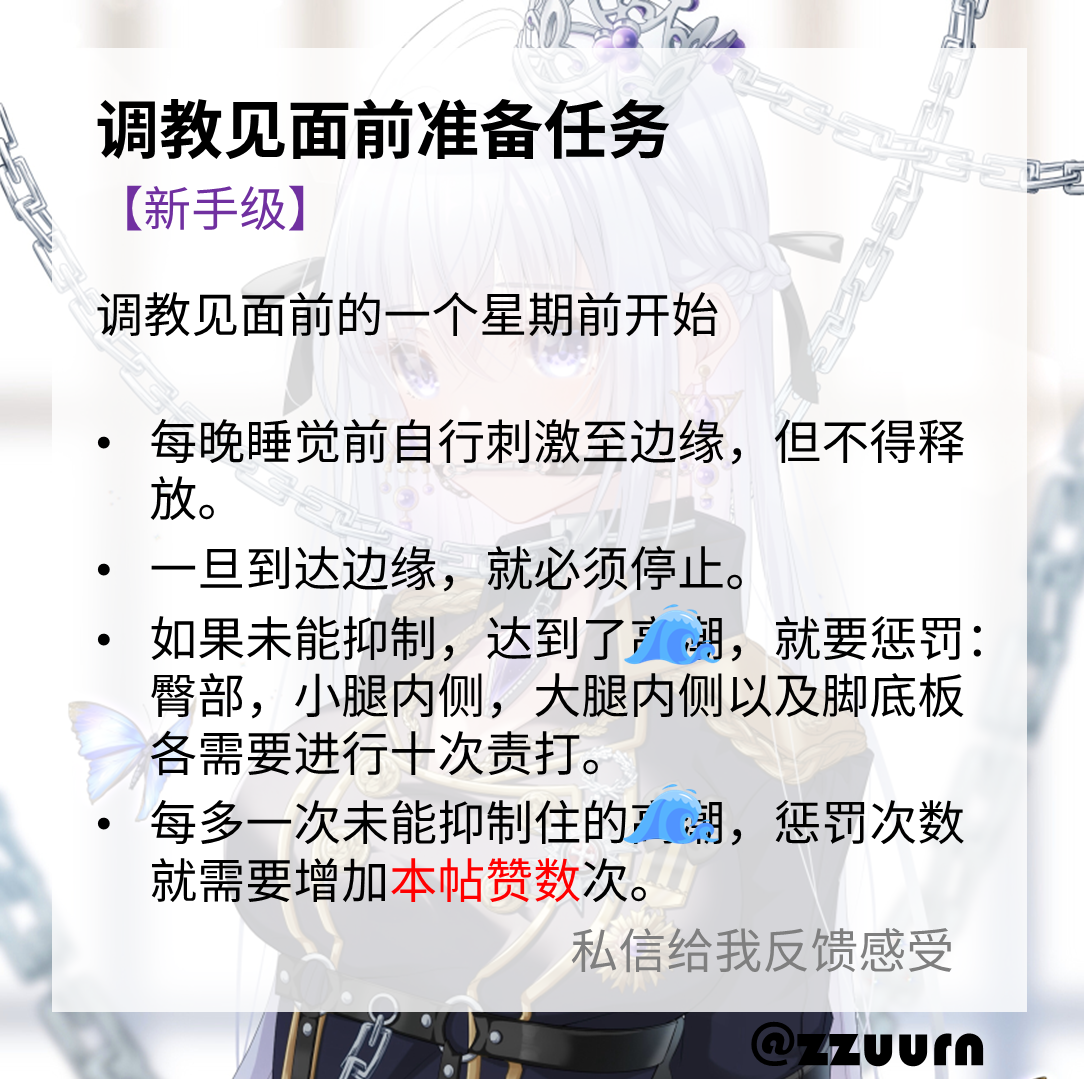 调教见面前准备任务
【新手级】
调教见面前的一个星期前开始
• 每晚睡觉前自行刺激至边缘，但不得释
放。
• 一旦到达边缘，就必须停止。
• 如果未能抑制，达到了高潮，就要惩罚：
臀部，小腿内侧，大腿内侧以及脚底板
各需要进行十次责打。
• 每多一次未能抑制住的高潮，惩罚次数
就需要增加本帖赞数次。
私信给我反馈感受
@zzuurn